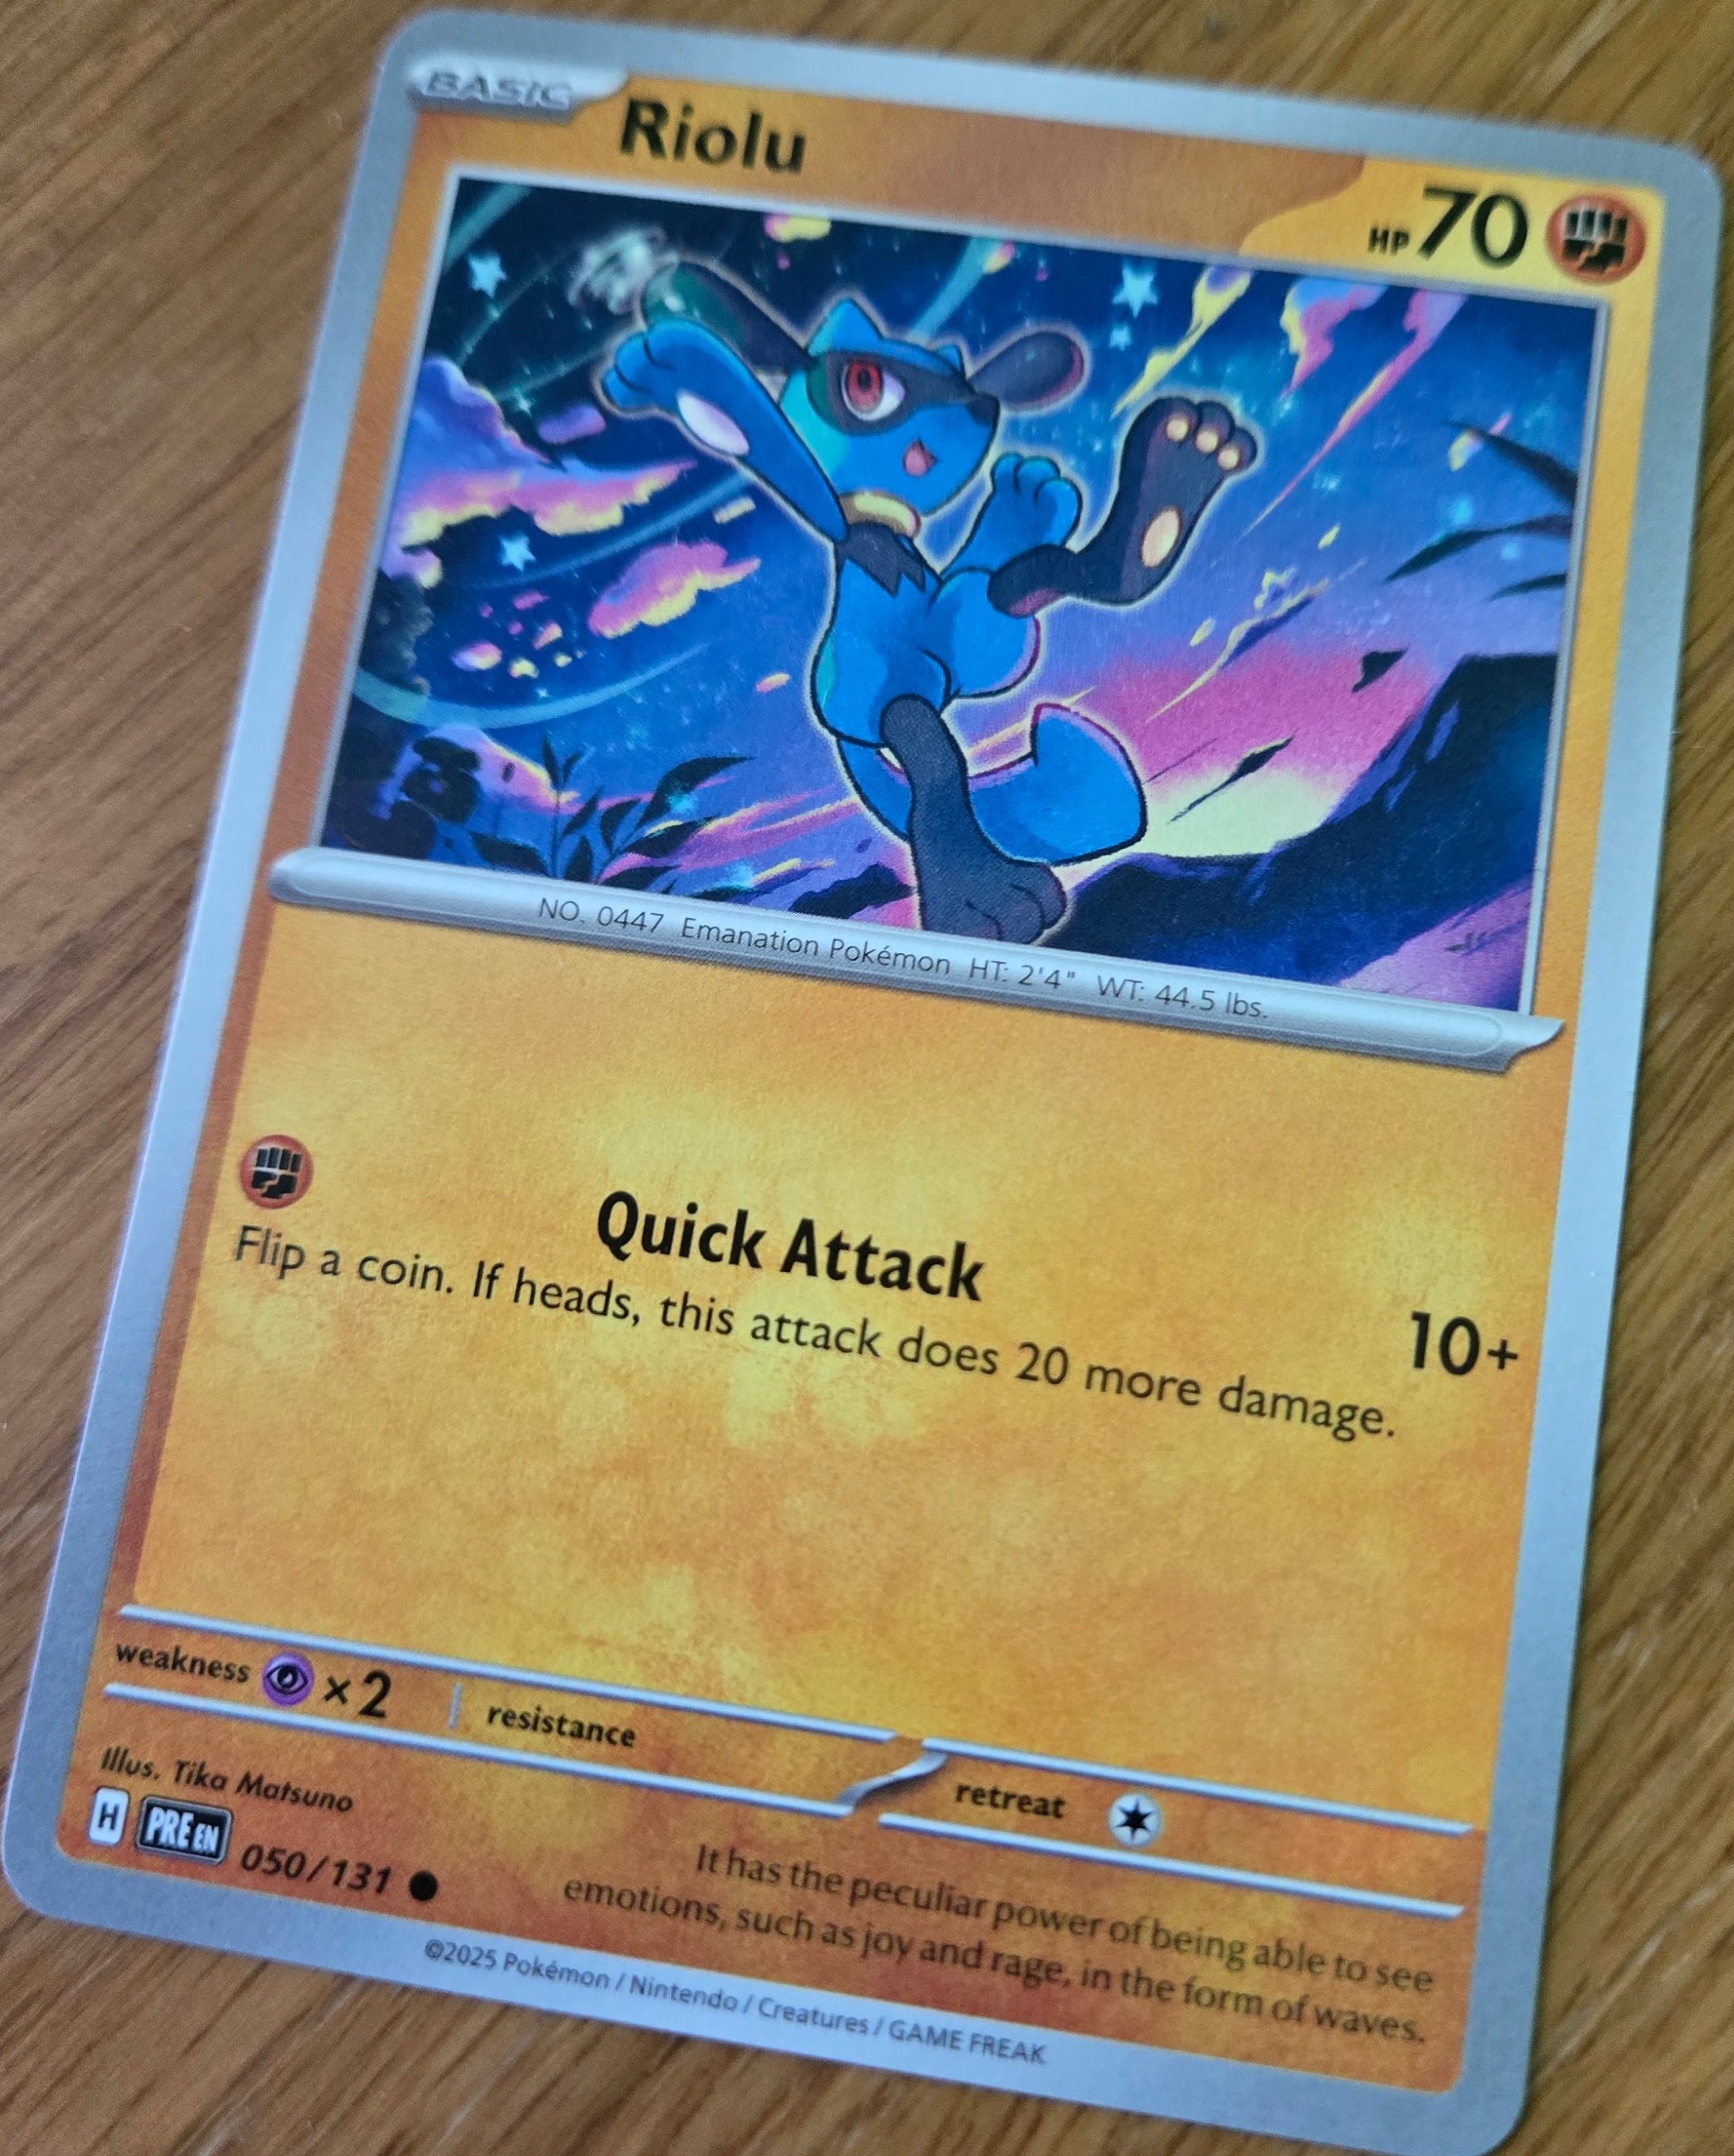 BASIC
Riolu
HP 70
NO. 0447 Emanation Pokémon HT: 2'4" WT: 44.5 lbs.
Quick Attack 10+
Flip a coin. If heads, this attack does 20 more damage.
weakness ×2 resistance
retreat
Illus. Tika Matsuno
H PRE EN 050/131
It has the peculiar power of being able to see
emotions, such as joy and rage, in the form of waves.
©2025 Pokémon / Nintendo / Creatures / GAME FREAK